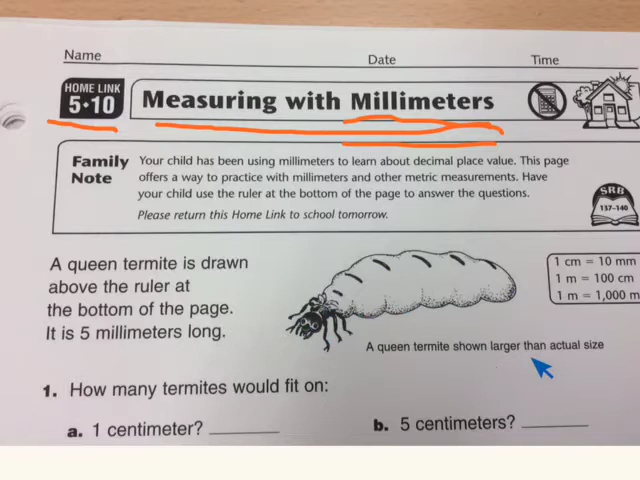 Name Date Time
HOME LINK
5•10
Measuring with Millimeters
Family
Note
Your child has been using millimeters to learn about decimal place value. This page
offers a way to practice with millimeters and other metric measurements. Have
your child use the ruler at the bottom of the page to answer the questions.
Please return this Home Link to school tomorrow.
SRB
137–140
A queen termite is drawn
above the ruler at
the bottom of the page.
It is 5 millimeters long.
1 cm = 10 mm
1 m = 100 cm
1 m = 1,000 m
A queen termite shown larger than actual size
1. How many termites would fit on:
a. 1 centimeter? ________
b. 5 centimeters? ________